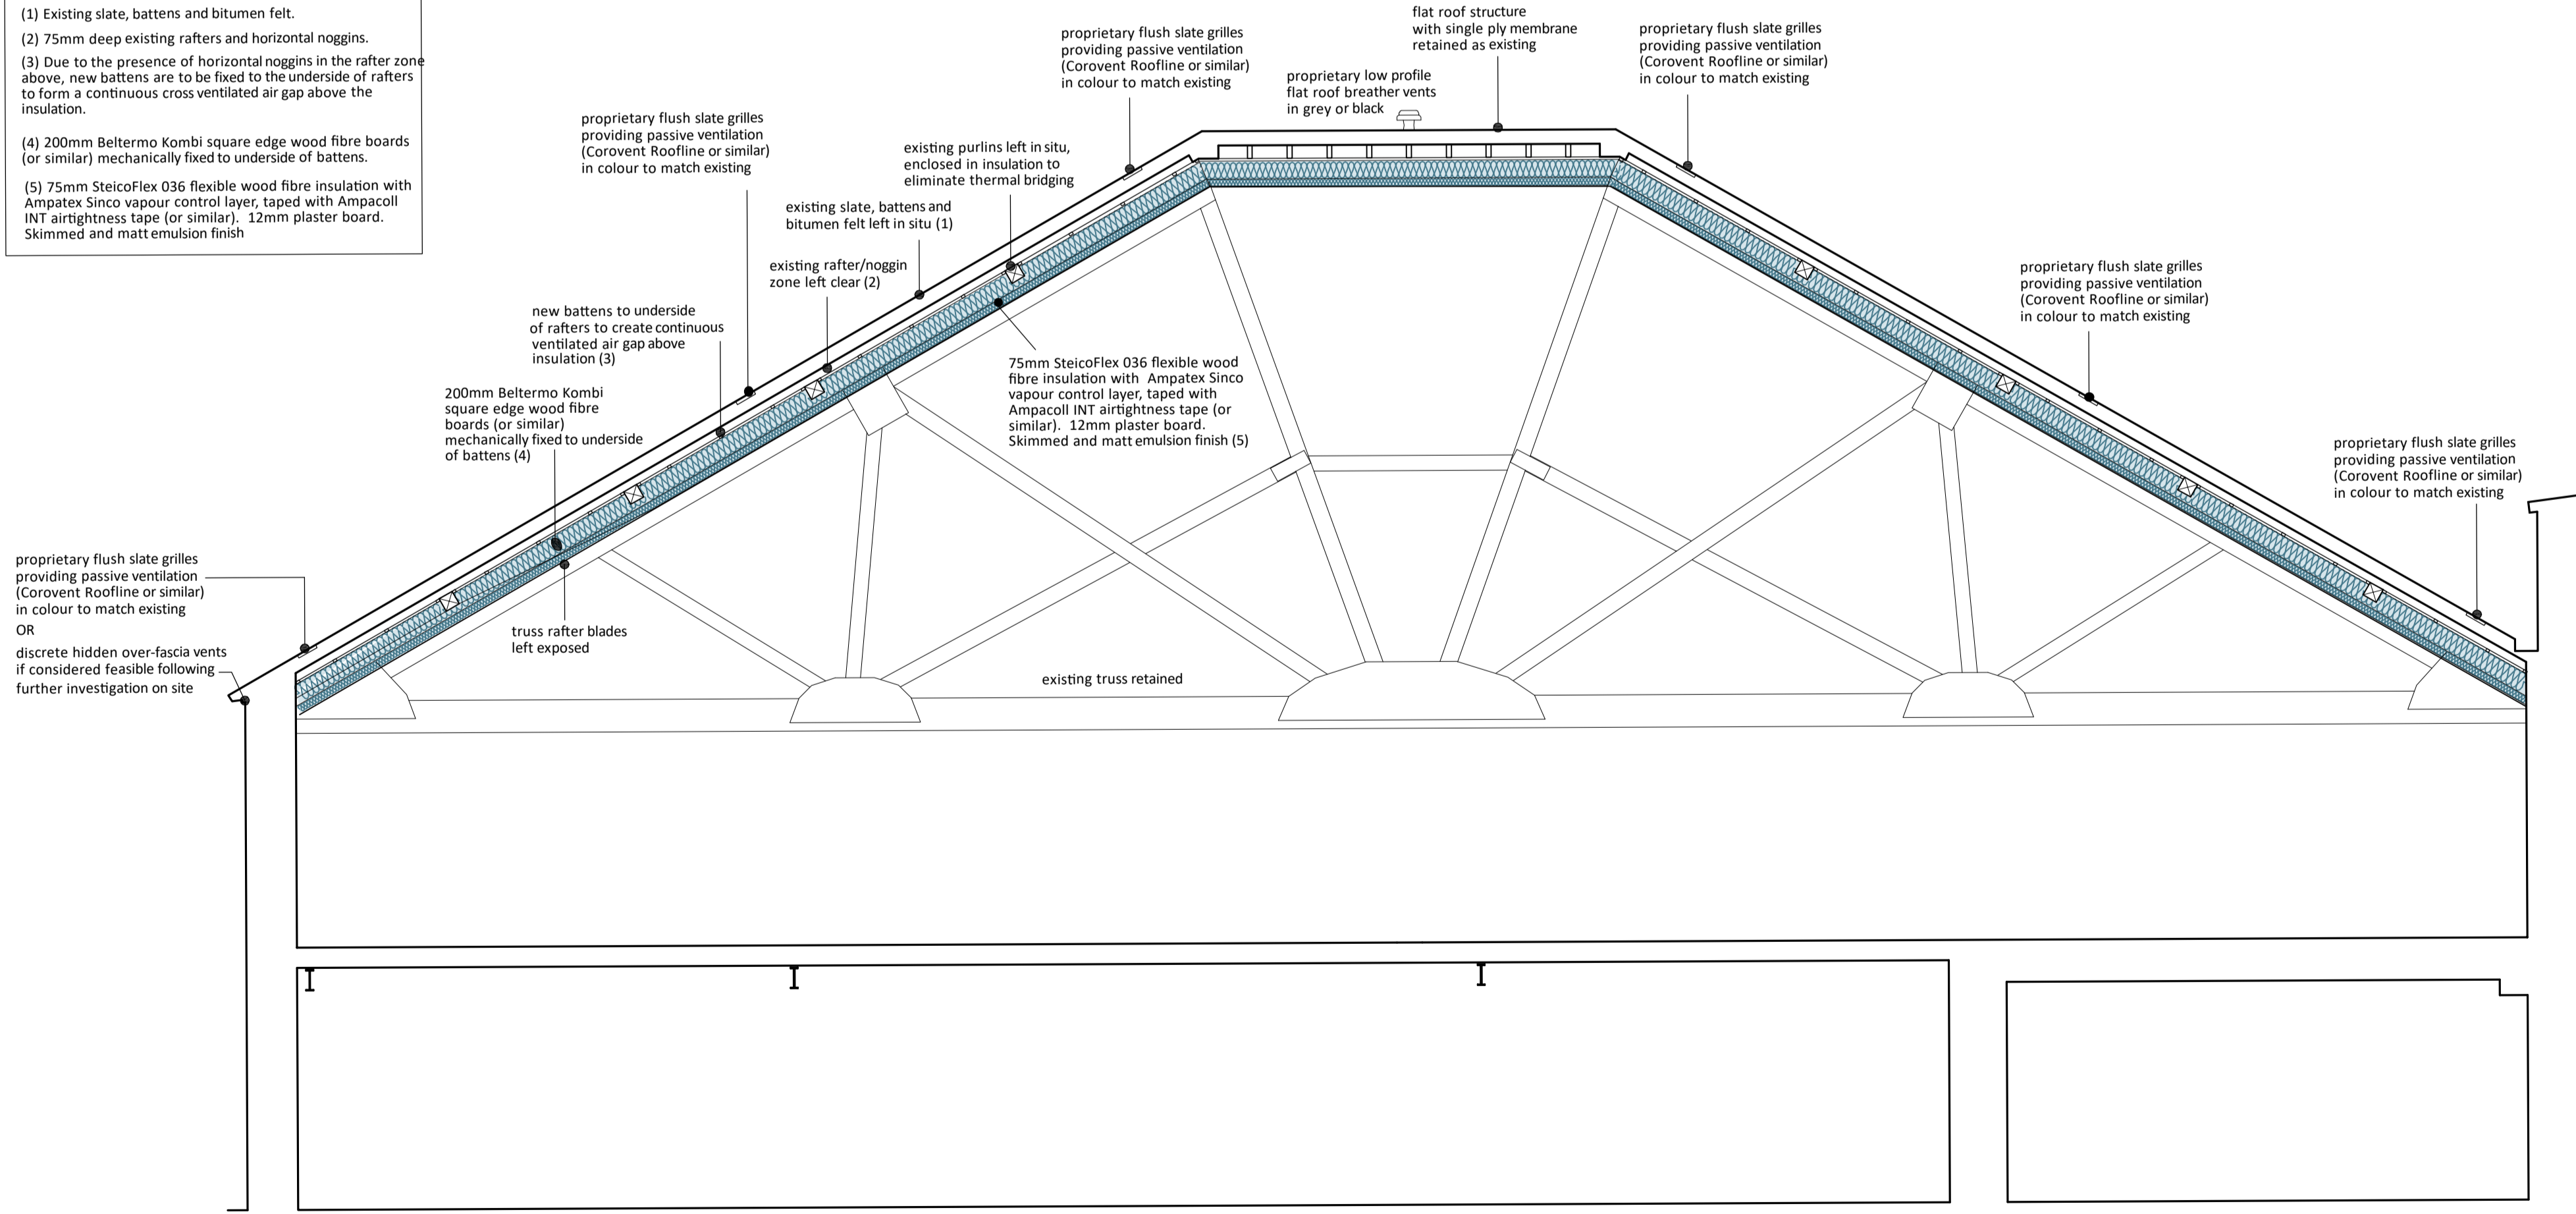 (1) Existing slate, battens and bitumen felt.
(2) 75mm deep existing rafters and horizontal noggins.
(3) Due to the presence of horizontal noggins in the rafter zone
above, new battens are to be fixed to the underside of rafters
to form a continuous cross ventilated air gap above the
insulation.
(4) 200mm Beltermo Kombi square edge wood fibre boards
(or similar) mechanically fixed to underside of battens.
(5) 75mm SteicoFlex 036 flexible wood fibre insulation with
Ampatex Sinco vapour control layer, taped with Ampacoll
INT airtightness tape (or similar). 12mm plaster board.
Skimmed and matt emulsion finish
proprietary flush slate grilles
providing passive ventilation
(Corovent Roofline or similar)
in colour to match existing
flat roof structure
with single ply membrane
retained as existing
proprietary flush slate grilles
providing passive ventilation
(Corovent Roofline or similar)
in colour to match existing
proprietary low profile
flat roof breather vents
in grey or black
proprietary flush slate grilles
providing passive ventilation
(Corovent Roofline or similar)
in colour to match existing
existing purlins left in situ,
enclosed in insulation to
eliminate thermal bridging
existing slate, battens and
bitumen felt left in situ (1)
existing rafter/noggin
zone left clear (2)
proprietary flush slate grilles
providing passive ventilation
(Corovent Roofline or similar)
in colour to match existing
new battens to underside
of rafters to create continuous
ventilated air gap above
insulation (3)
75mm SteicoFlex 036 flexible wood
fibre insulation with Ampatex Sinco
vapour control layer, taped with
Ampacoll INT airtightness tape (or
similar). 12mm plaster board.
Skimmed and matt emulsion finish (5)
200mm Beltermo Kombi
square edge wood fibre
boards (or similar)
mechanically fixed to underside
of battens (4)
proprietary flush slate grilles
providing passive ventilation
(Corovent Roofline or similar)
in colour to match existing
proprietary flush slate grilles
providing passive ventilation
(Corovent Roofline or similar)
in colour to match existing
OR
discrete hidden over-fascia vents
if considered feasible following
further investigation on site
truss rafter blades
left exposed
existing truss retained